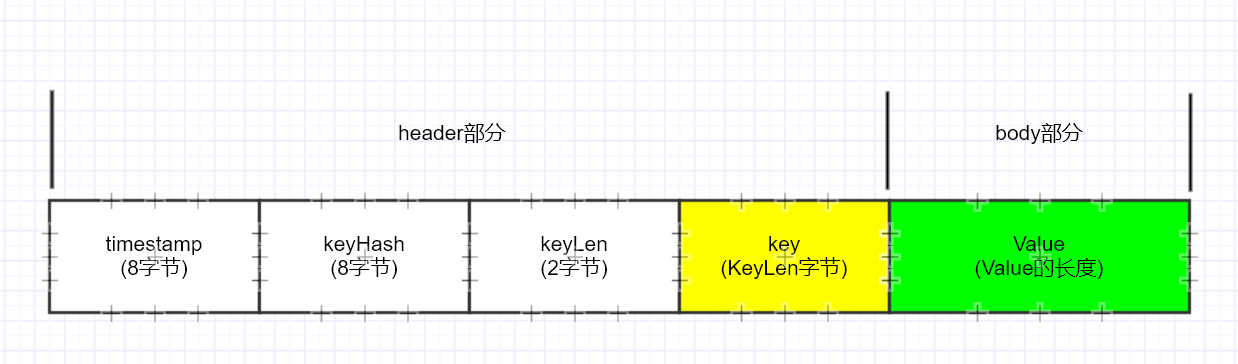 header部分
body部分
timestamp
(8字节)
keyHash
(8字节)
keyLen
(2字节)
key
(KeyLen字节)
Value
(Value的长度)